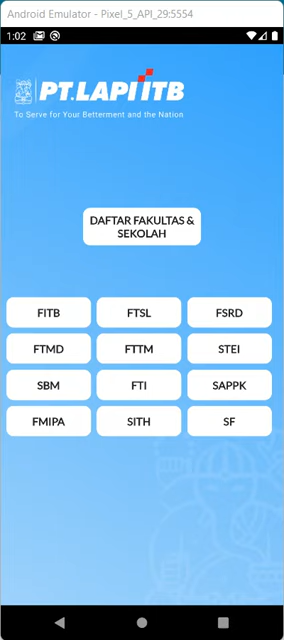 Android Emulator - Pixel_5_API_29:5554
1:02
PT.LAPI ITB
To Serve for Your Betterment and the Nation
DAFTAR FAKULTAS &
SEKOLAH
FITB FTSL FSRD
FTMD FTTM STEI
SBM FTI SAPPK
FMIPA SITH SF